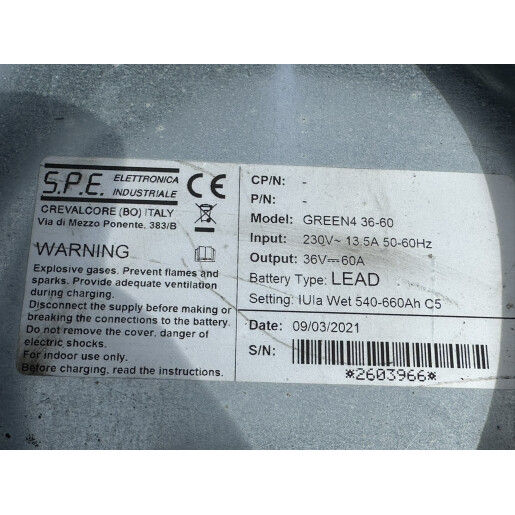 S.P.E. ELETTRONICA
INDUSTRIALE
CE
CREVALCORE (BO) ITALY
Via di Mezzo Ponente, 383/B
WARNING
Explosive gases. Prevent flames and
sparks. Provide adequate ventilation
during charging.
Disconnect the supply before making or
breaking the connections to the battery.
Do not remove the cover, danger of
electric shocks.
For indoor use only.
Before charging, read the instructions.
CP/N: -
P/N: -
Model: GREEN4 36-60
Input: 230V~ 13.5A 50-60Hz
Output: 36V⎓60A
Battery Type: LEAD
Setting: IUIa Wet 540-660Ah C5
Date: 09/03/2021
S/N:
*2603966*